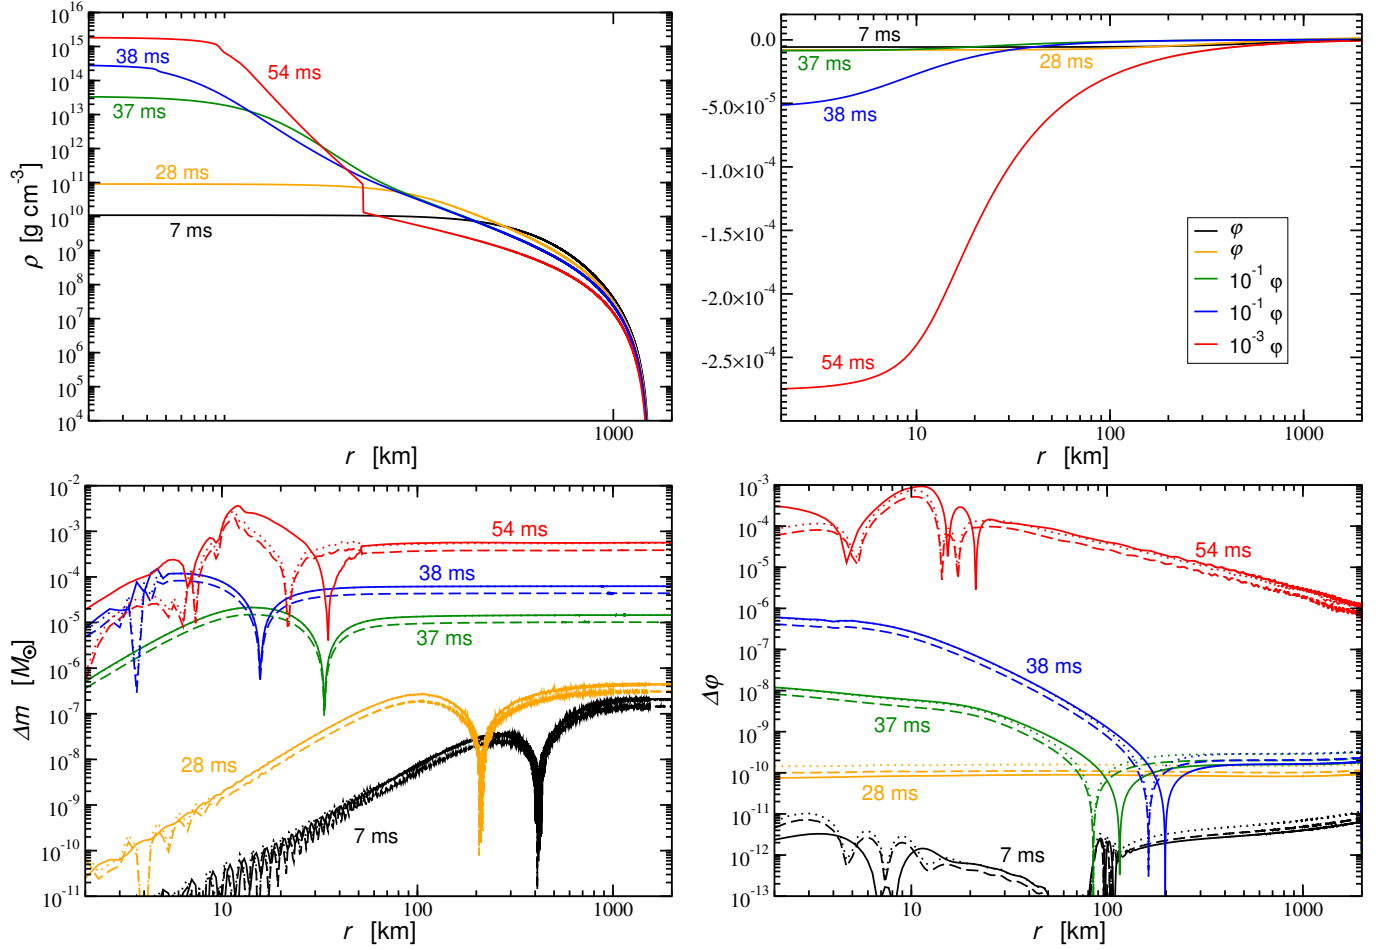 10^16
10^15
10^14
10^13
10^12
10^11
10^10
10^9
10^8
10^7
10^6
10^5
10^4
ρ [g cm^-3]
38 ms
54 ms
37 ms
28 ms
7 ms
1000
r [km]
0.0
-5.0×10^-5
-1.0×10^-4
-1.5×10^-4
-2.0×10^-4
-2.5×10^-4
7 ms
37 ms
28 ms
38 ms
54 ms
φ
φ
10^-1 φ
10^-1 φ
10^-3 φ
10 100 1000
r [km]
10^-2
10^-3
10^-4
10^-5
10^-6
10^-7
10^-8
10^-9
10^-10
10^-11
Δm [M⊙]
54 ms
38 ms
37 ms
28 ms
7 ms
10 100 1000
r [km]
10^-3
10^-4
10^-5
10^-6
10^-7
10^-8
10^-9
10^-10
10^-11
10^-12
10^-13
Δφ
54 ms
38 ms
37 ms
28 ms
7 ms
10 100 1000
r [km]